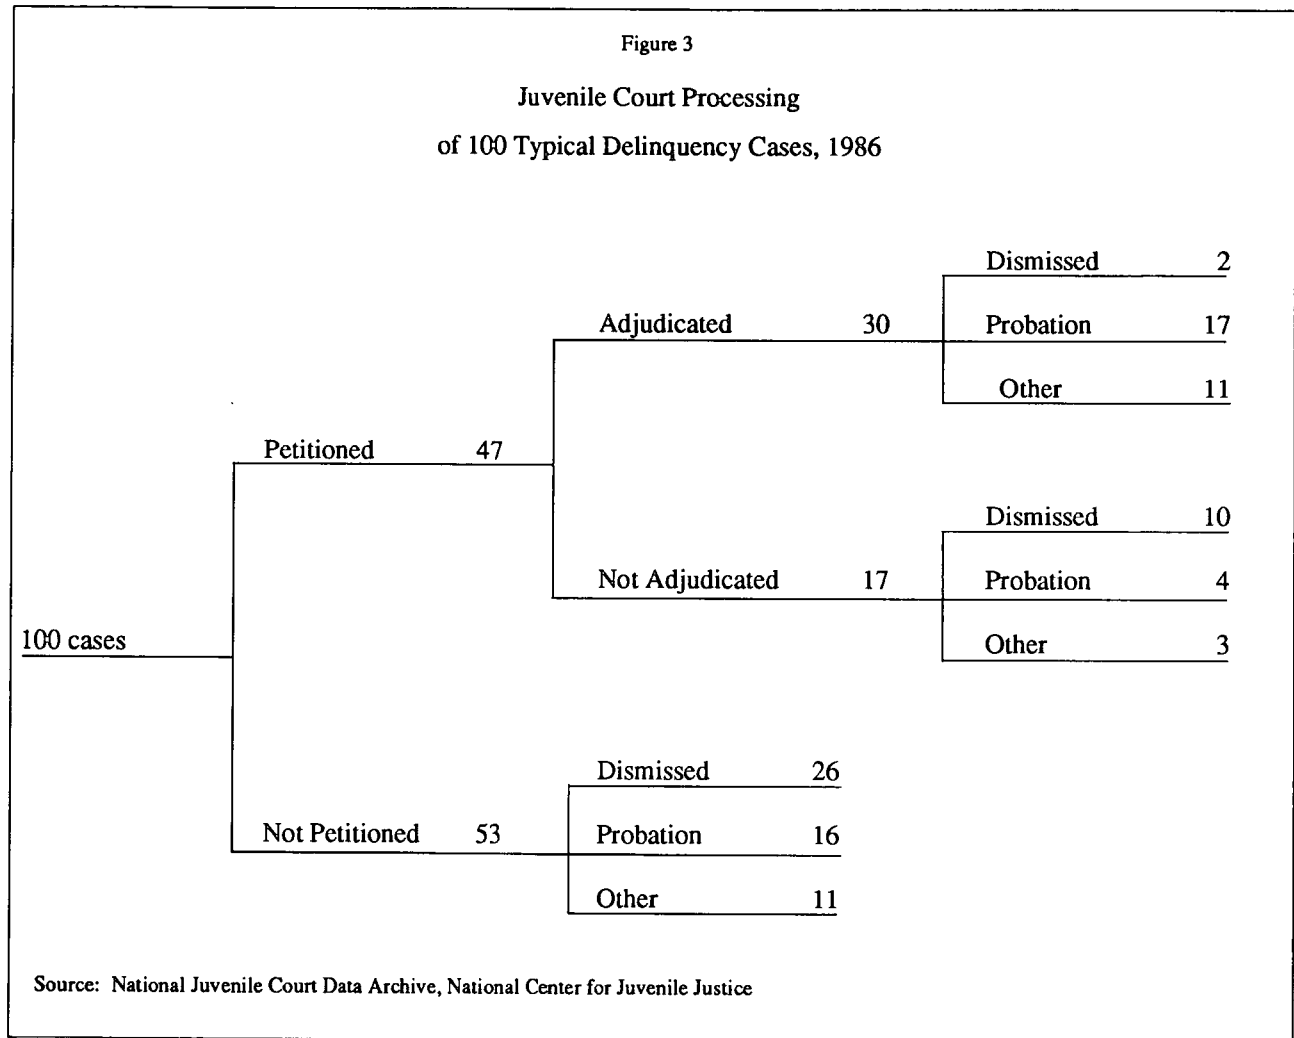 Figure 3
Juvenile Court Processing
of 100 Typical Delinquency Cases, 1986
Dismissed 2
Adjudicated 30
Probation 17
Other 11
Petitioned 47
Dismissed 10
Not Adjudicated 17
Probation 4
100 cases
Other 3
Dismissed 26
Not Petitioned 53
Probation 16
Other 11
Source: National Juvenile Court Data Archive, National Center for Juvenile Justice